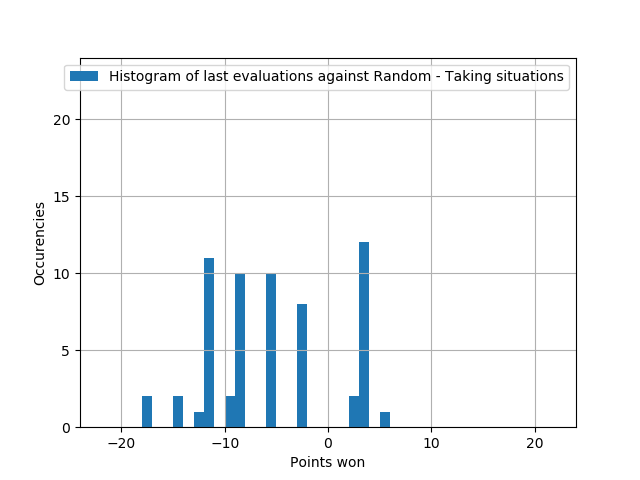 Histogram of last evaluations against Random - Taking situations
20
15
10
5
0
Occurencies
−20 −10 0 10 20
Points won